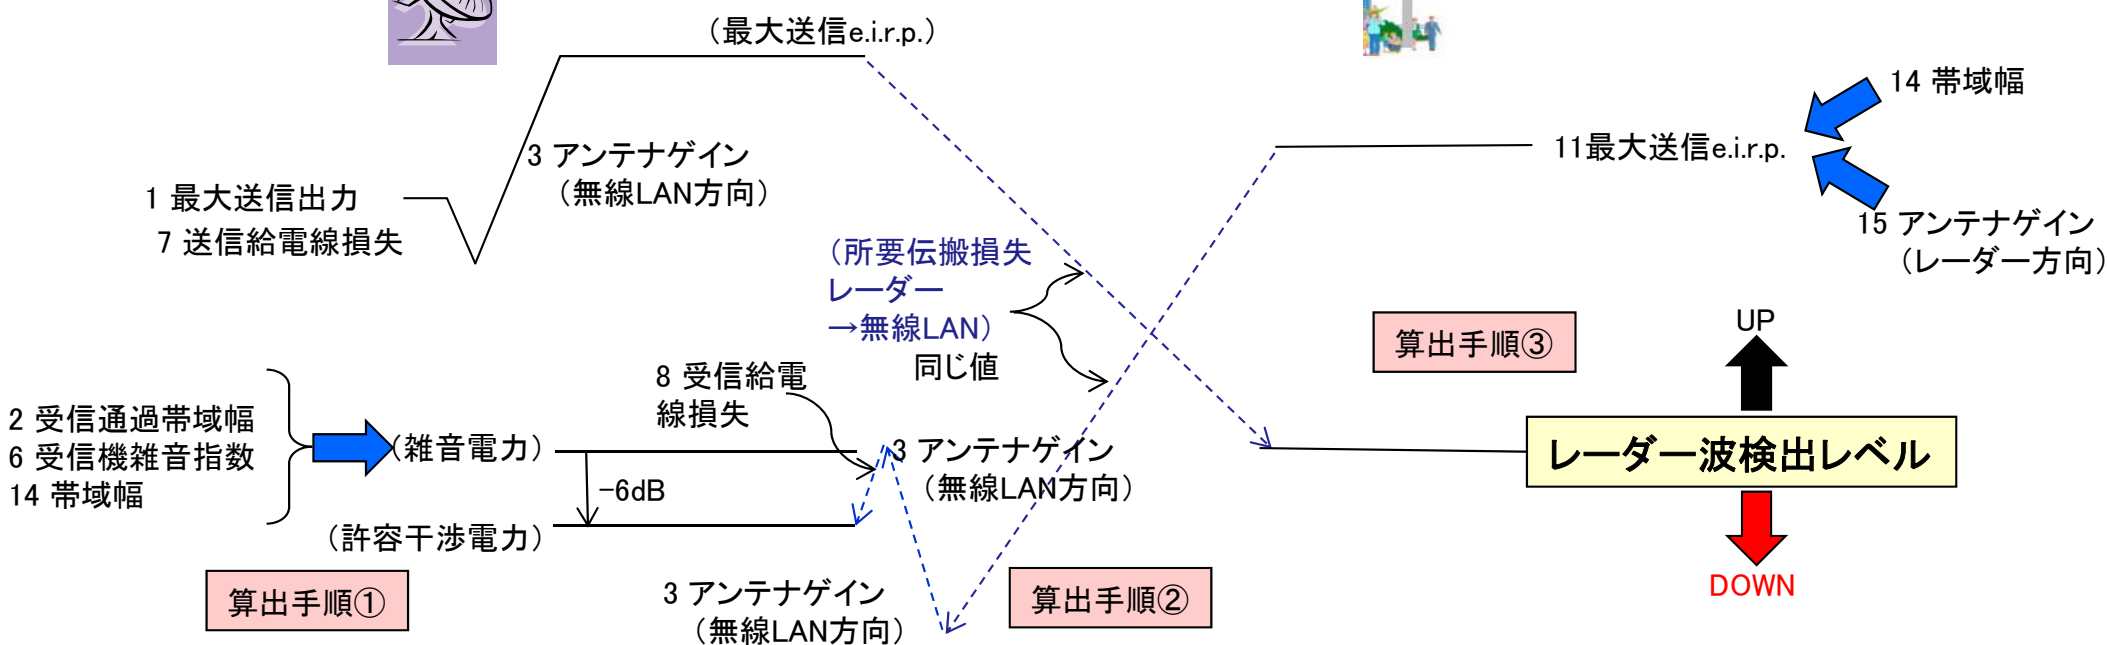 （最大送信e.i.r.p.）
14 帯域幅
3 アンテナゲイン
（無線LAN方向）
11最大送信e.i.r.p.
1 最大送信出力
7 送信給電線損失
15 アンテナゲイン
（レーダー方向）
（所要伝搬損失
レーダー
→無線LAN）
同じ値
算出手順③
UP
8 受信給電
線損失
2 受信通過帯域幅
6 受信機雑音指数
14 帯域幅
（雑音電力）
3 アンテナゲイン
（無線LAN方向）
レーダー波検出レベル
−6dB
（許容干渉電力）
算出手順①
3 アンテナゲイン
（無線LAN方向）
算出手順②
DOWN